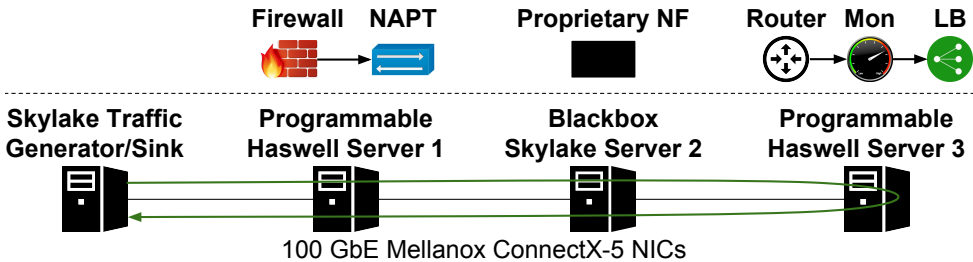 Firewall NAPT Proprietary NF Router Mon LB
Skylake Traffic Generator/Sink
Programmable Haswell Server 1
Blackbox Skylake Server 2
Programmable Haswell Server 3
100 GbE Mellanox ConnectX-5 NICs